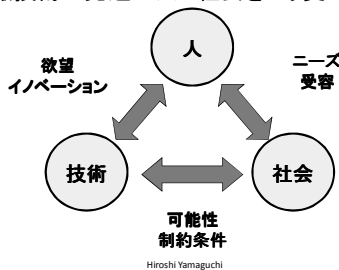 人
欲望
イノベーション
ニーズ
受容
技術
社会
可能性
制約条件
Hiroshi Yamaguchi